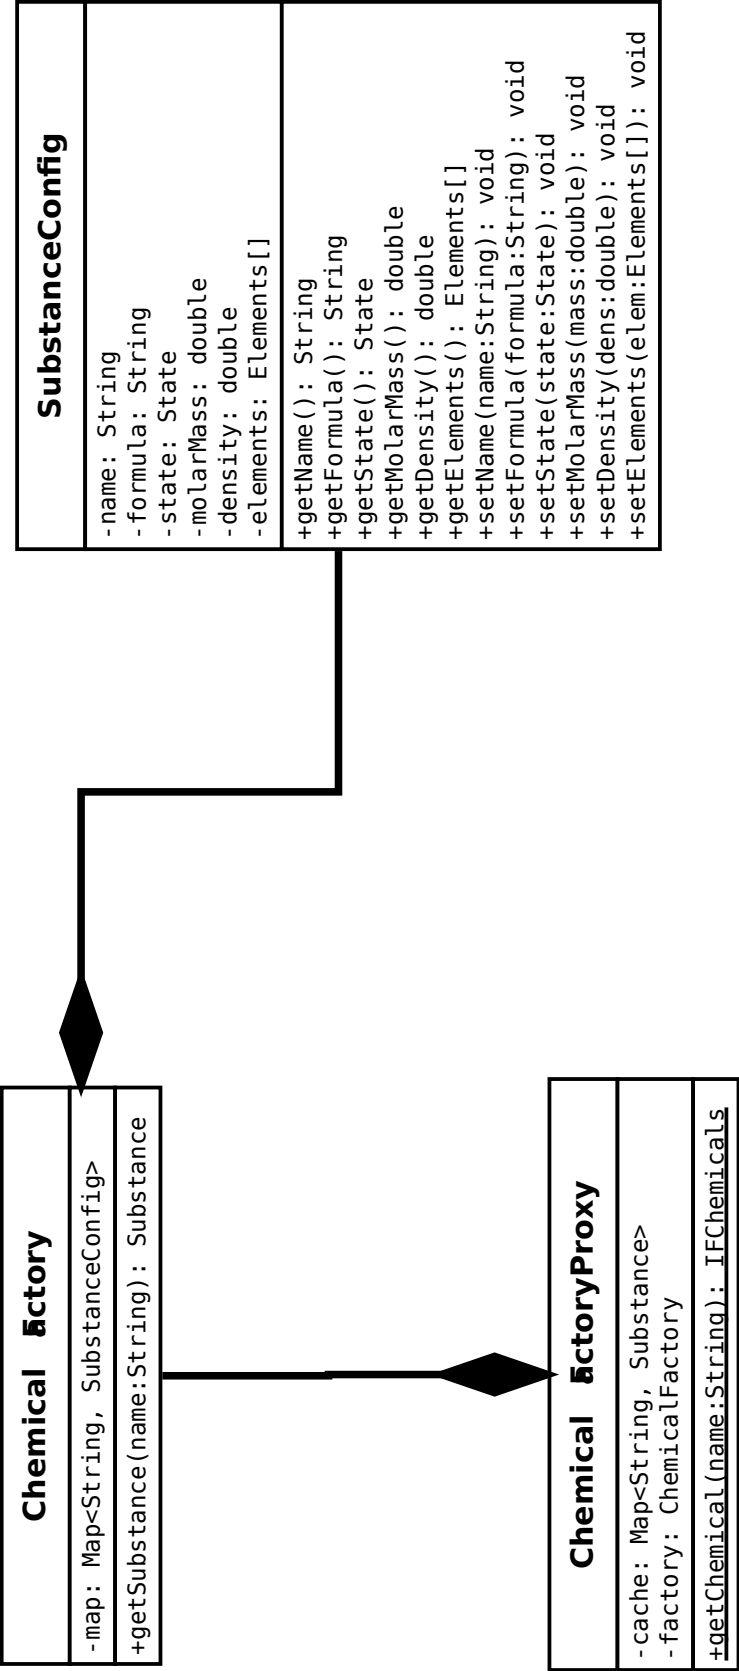 ChemicalFactory
-map: Map<String, SubstanceConfig>
+getSubstance(name:String): Substance
SubstanceConfig
-name: String
-formula: String
-state: State
-molarMass: double
-density: double
-elements: Elements[]
+getName(): String
+getFormula(): String
+getState(): State
+getMolarMass(): double
+getDensity(): double
+getElements(): Elements[]
+setName(name:String): void
+setFormula(formula:String): void
+setState(state:State): void
+setMolarMass(mass:double): void
+setDensity(dens:double): void
+setElements(elem:Elements[]): void
ChemicalFactoryProxy
-cache: Map<String, Substance>
-factory: ChemicalFactory
+getChemical(name:String): IFChemicals